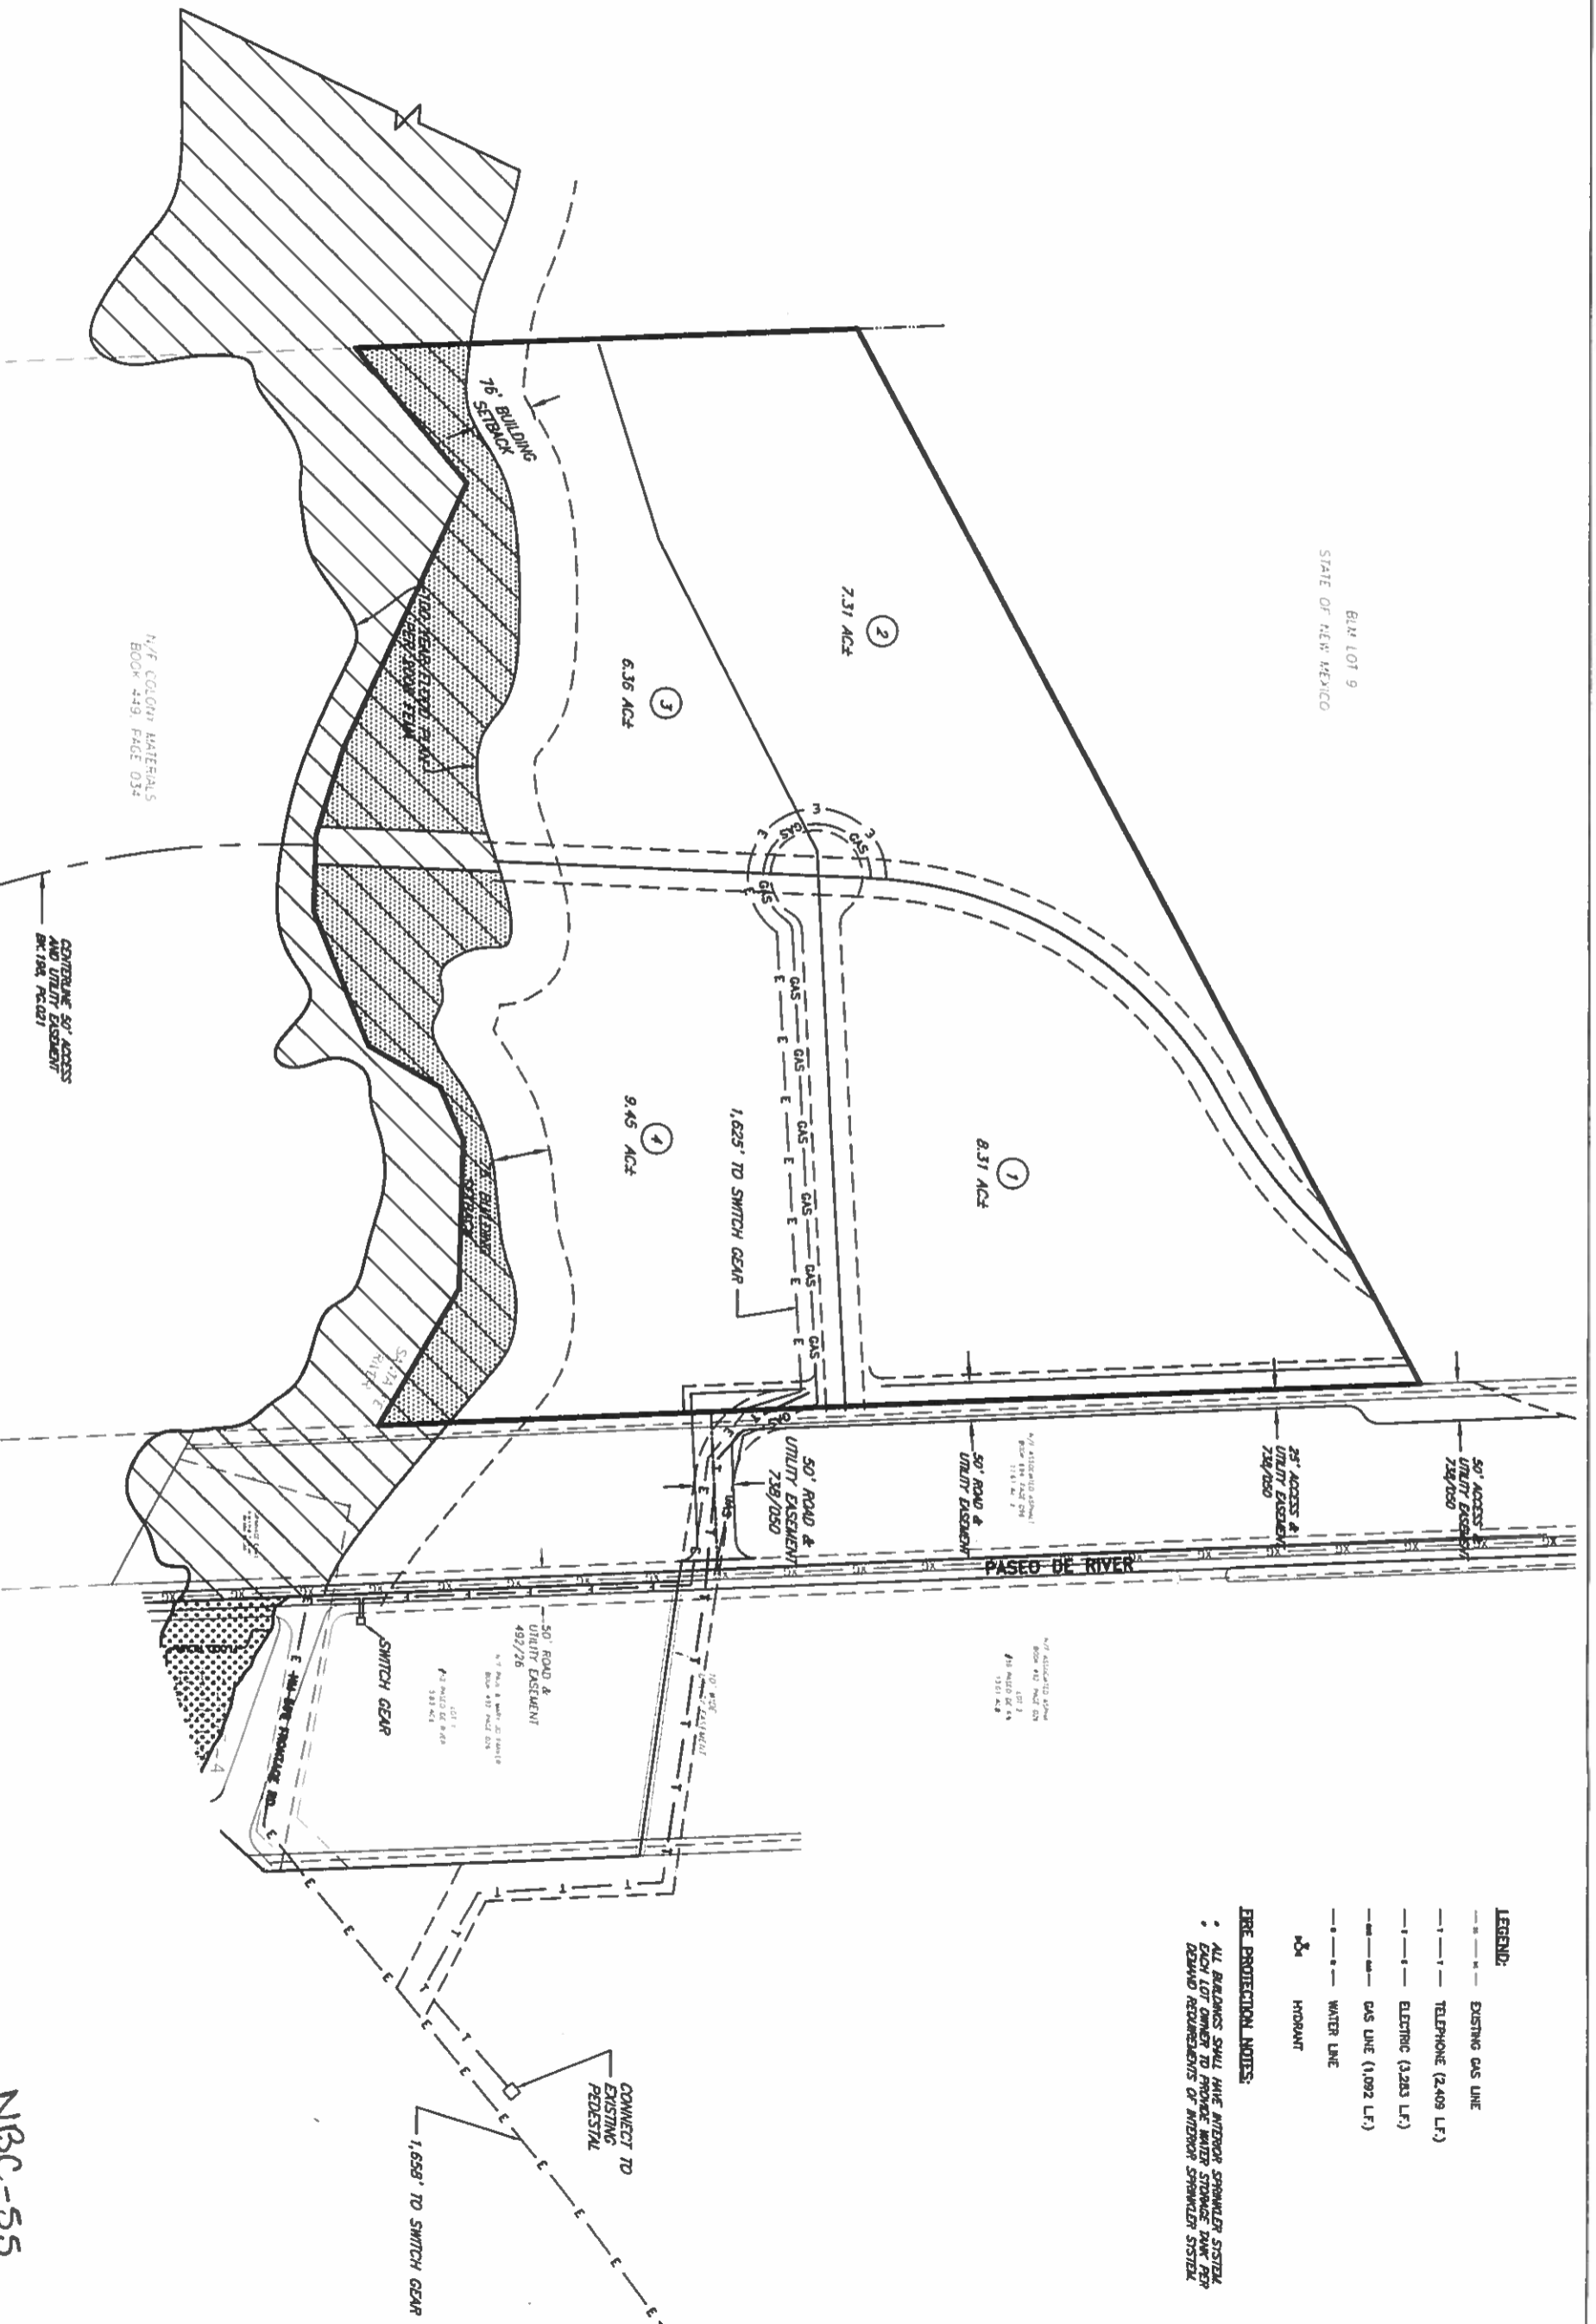 BLM LOT 9
STATE OF NEW MEXICO
2
7.31 AC±
3
6.36 AC±
1
8.31 AC±
4
9.45 AC±
1,625' TO SWITCH GEAR
76' BUILDING
SETBACK
N/F COLONY MATERIALS
BOOK 449, PAGE 034
CENTERLINE 50' ACCESS
AND UTILITY EASEMENT
BK.198, PG.021
50' ACCESS &
UTILITY EASEMENT
738/050
25' ACCESS &
UTILITY EASEMENT
738/050
50' ROAD &
UTILITY EASEMENT
50' ROAD &
UTILITY EASEMENT
738/050
PASEO DE RIVER
50' ROAD &
UTILITY EASEMENT
492/26
SWITCH GEAR
FRONTAGE RD
CONNECT TO
EXISTING
PEDESTAL
1,658' TO SWITCH GEAR
LEGEND:
EXISTING GAS LINE
TELEPHONE (2,409 L.F.)
ELECTRIC (3,283 L.F.)
GAS LINE (1,092 L.F.)
WATER LINE
HYDRANT
FIRE PROTECTION NOTES:
• ALL BUILDINGS SHALL HAVE INTERIOR SPRINKLER SYSTEM.
• EACH LOT OWNER TO PROVIDE WATER STORAGE TANK PER
DEMAND REQUIREMENTS OF INTERIOR SPRINKLER SYSTEM.
NBC-55